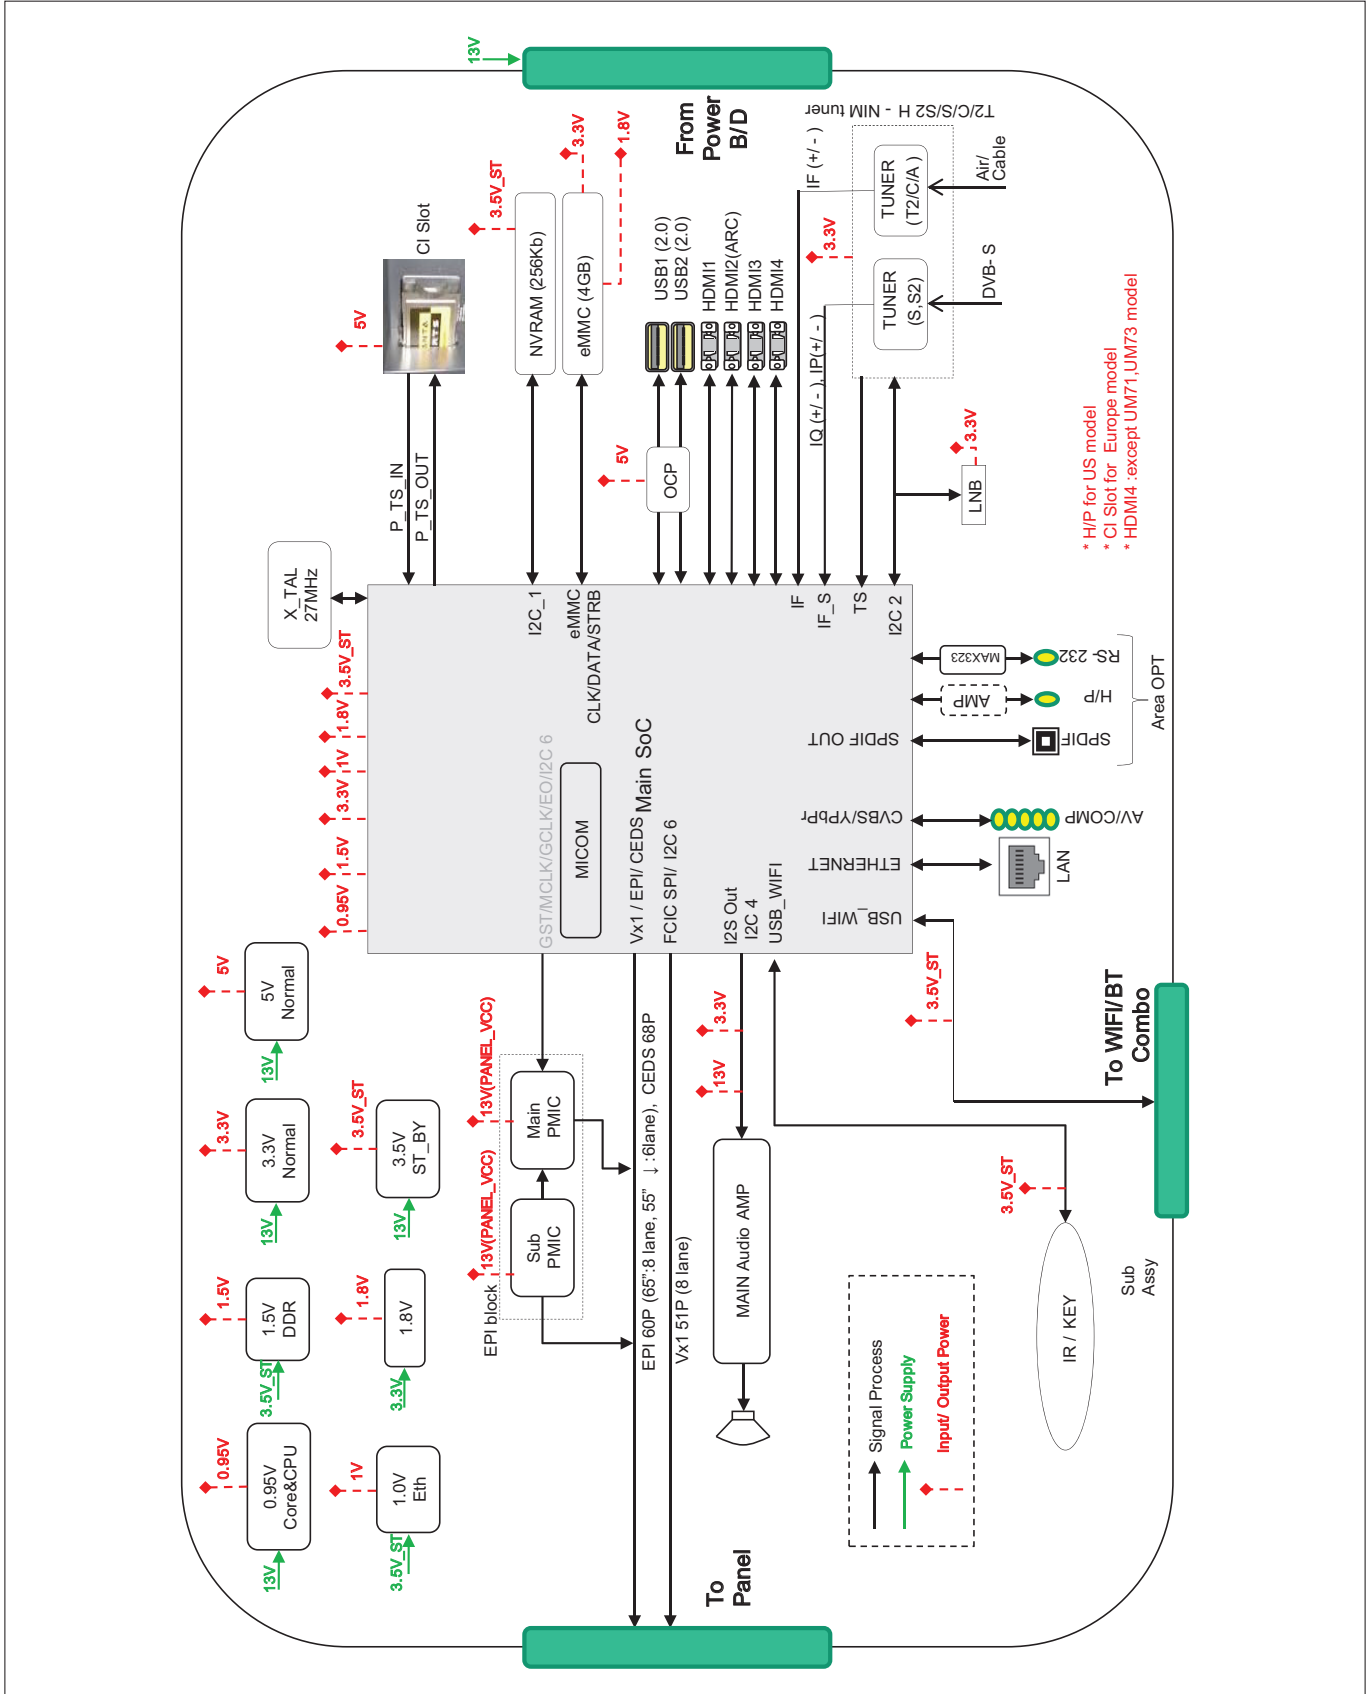 0.95V
0.95V
Core&CPU
13V
1.5V
1.5V
DDR
3.5V_ST
3.3V
3.3V
Normal
13V
5V
5V
Normal
13V
1V
1.0V
Eth
3.5V_ST
1.8V
1.8V
3.3V
3.5V_ST
3.5V
ST_BY
13V
0.95V
1.5V
3.3V
1V
1.8V
3.5V_ST
X_TAL
27MHz
5V
CI Slot
P_TS_IN
P_TS_OUT
13V
From
Power
B/D
3.5V_ST
NVRAM (256Kb)
3.3V
eMMC (4GB)
1.8V
I2C_1
eMMC
CLK/DATA/STRB
GST/MCLK/GCLK/EO/I2C 6
MICOM
Main SoC
Vx1 / EPI/ CEDS
FCIC SPI/ I2C 6
I2S Out
I2C 4
USB_WIFI
EPI block
13V(PANEL_VCC)
Sub
PMIC
13V(PANEL_VCC)
Main
PMIC
EPI 60P (65":8 lane, 55" ↓ :6lane), CEDS 68P
Vx1 51P (8 lane)
To
Panel
5V
OCP
USB1 (2.0)
USB2 (2.0)
HDMI1
HDMI2(ARC)
HDMI3
HDMI4
MAIN Audio AMP
13V
3.3V
IF
IF_S
TS
I2C 2
IF (+/ - )
IQ (+/ - ), IP(+/ - )
3.3V
T2/C/S/S2 H - NIM tuner
TUNER
(T2/C/A)
TUNER
(S,S2)
Air/
Cable
DVB- S
LNB
3.3V
USB_WIFI
ETHERNET
CVBS/YPbPr
SPDIF OUT
LAN
AV/COMP
SPDIF
AMP
H/P
MAX323
RS- 232
Area OPT
3.5V_ST
To WIFI/BT
Combo
3.5V_ST
IR / KEY
Sub
Assy
Signal Process
Power Supply
Input/ Output Power
* H/P for US model
* CI Slot for Europe model
* HDMI4 :except UM71,UM73 model